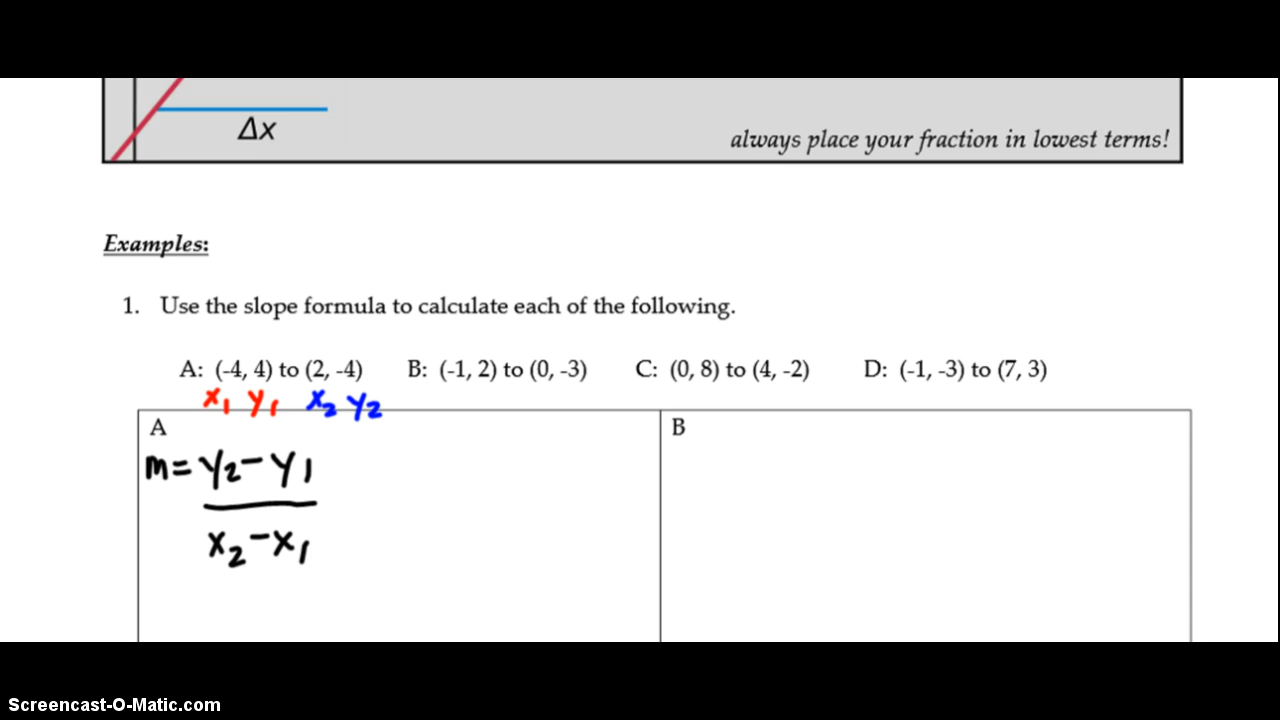 Δx
always place your fraction in lowest terms!
Examples:
1. Use the slope formula to calculate each of the following.
A: (-4, 4) to (2, -4) B: (-1, 2) to (0, -3) C: (0, 8) to (4, -2) D: (-1, -3) to (7, 3)
x₁ y₁ x₂ y₂
A B
m = y₂ - y₁
x₂ - x₁
Screencast-O-Matic.com